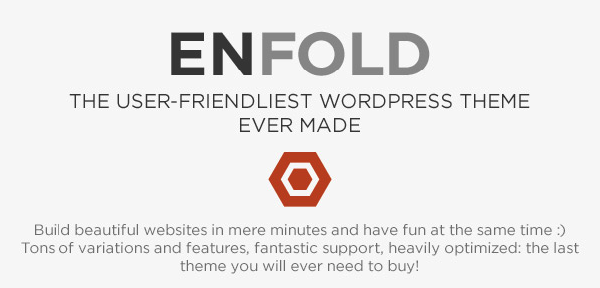 ENFOLD
THE USER-FRIENDLIEST WORDPRESS THEME
EVER MADE
Build beautiful websites in mere minutes and have fun at the same time :)
Tons of variations and features, fantastic support, heavily optimized: the last
theme you will ever need to buy!